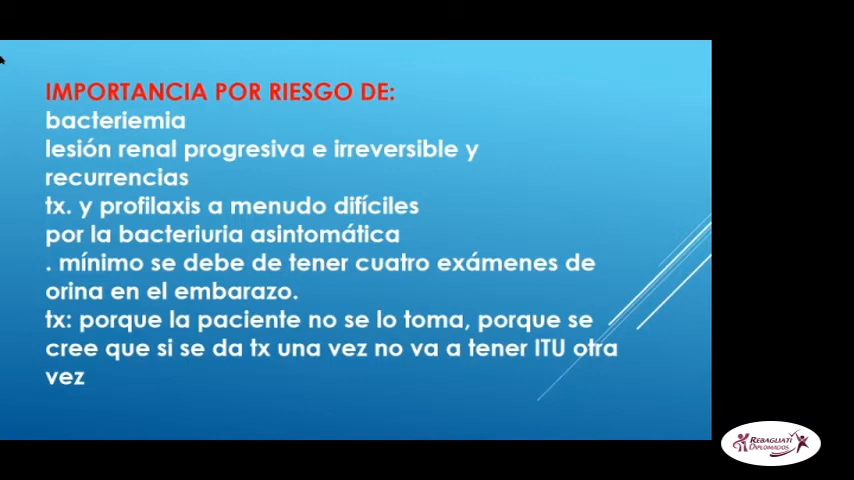 IMPORTANCIA POR RIESGO DE:
bacteriemia
lesión renal progresiva e irreversible y
recurrencias
tx. y profilaxis a menudo difíciles
por la bacteriuria asintomática
. mínimo se debe de tener cuatro exámenes de
orina en el embarazo.
tx: porque la paciente no se lo toma, porque se
cree que si se da tx una vez no va a tener ITU otra
vez
REBAGLIATI
DIPLOMADOS